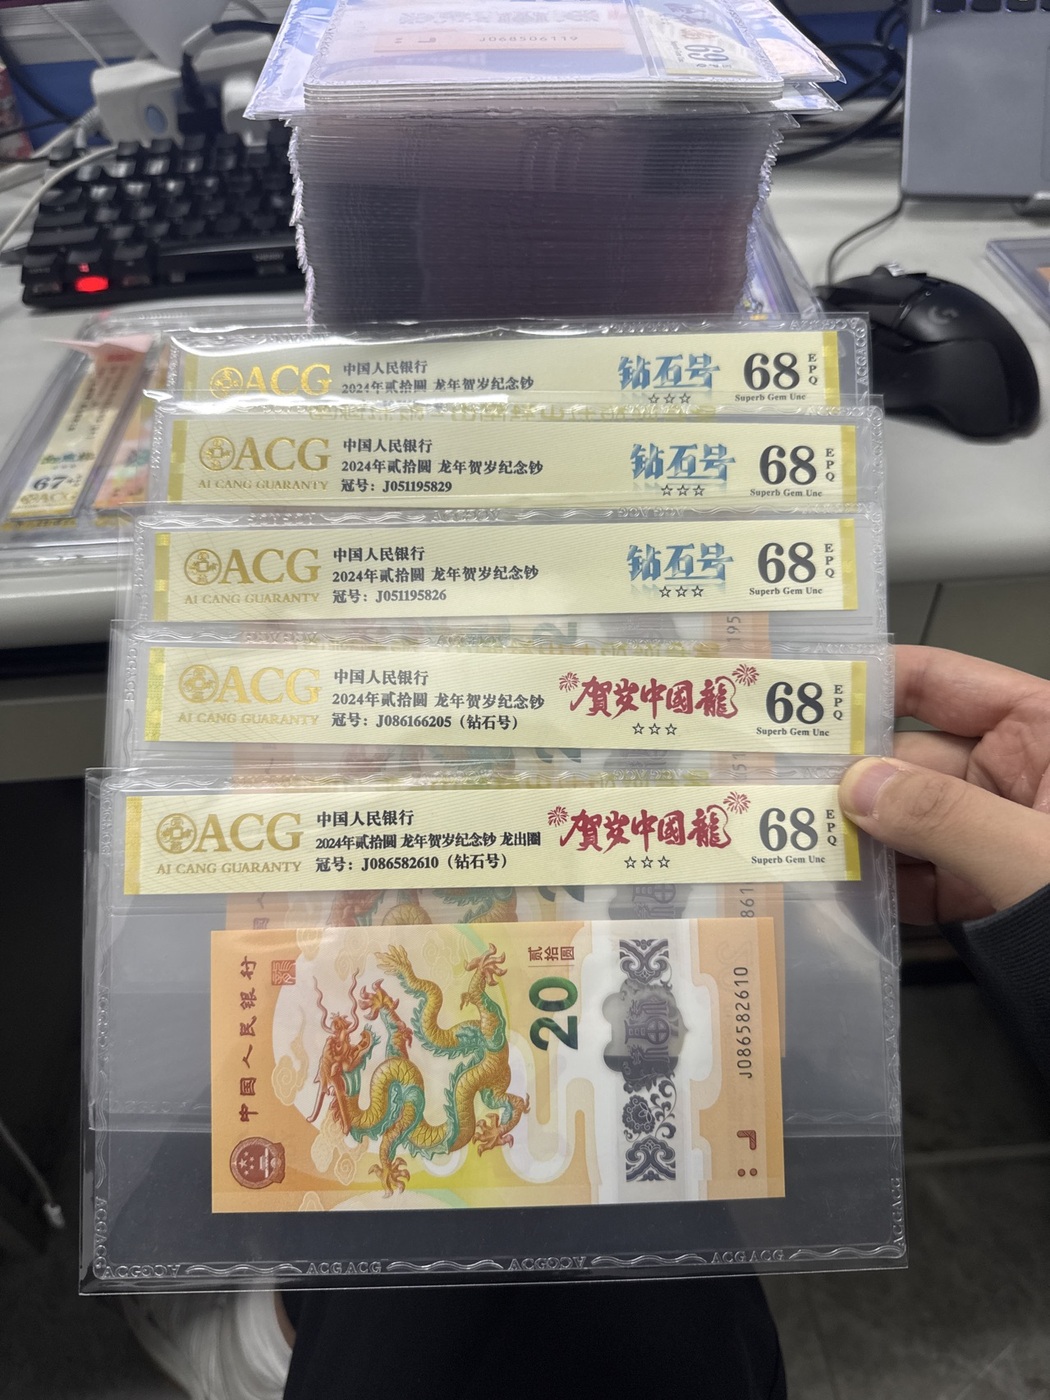 J068506119
69
67
ACG
中国人民银行
2024年贰拾圆 龙年贺岁纪念钞
钻石号
☆☆☆
68
EPQ
Superb Gem Unc
ACG
AI CANG GUARANTY
中国人民银行
2024年贰拾圆 龙年贺岁纪念钞
冠号：J051195829
钻石号
☆☆☆
68
EPQ
Superb Gem Unc
ACG
AI CANG GUARANTY
中国人民银行
2024年贰拾圆 龙年贺岁纪念钞
冠号：J051195826
钻石号
☆☆☆
68
EPQ
Superb Gem Unc
ACG
AI CANG GUARANTY
中国人民银行
2024年贰拾圆 龙年贺岁纪念钞
冠号：J086166205（钻石号）
賀岁中国龍
☆☆☆
68
EPQ
Superb Gem Unc
ACG
AI CANG GUARANTY
中国人民银行
2024年贰拾圆 龙年贺岁纪念钞 龙出圈
冠号：J086582610（钻石号）
賀岁中国龍
☆☆☆
68
EPQ
Superb Gem Unc
中国人民银行
贰拾圆
20
J086582610
ACGACG
ACGACG